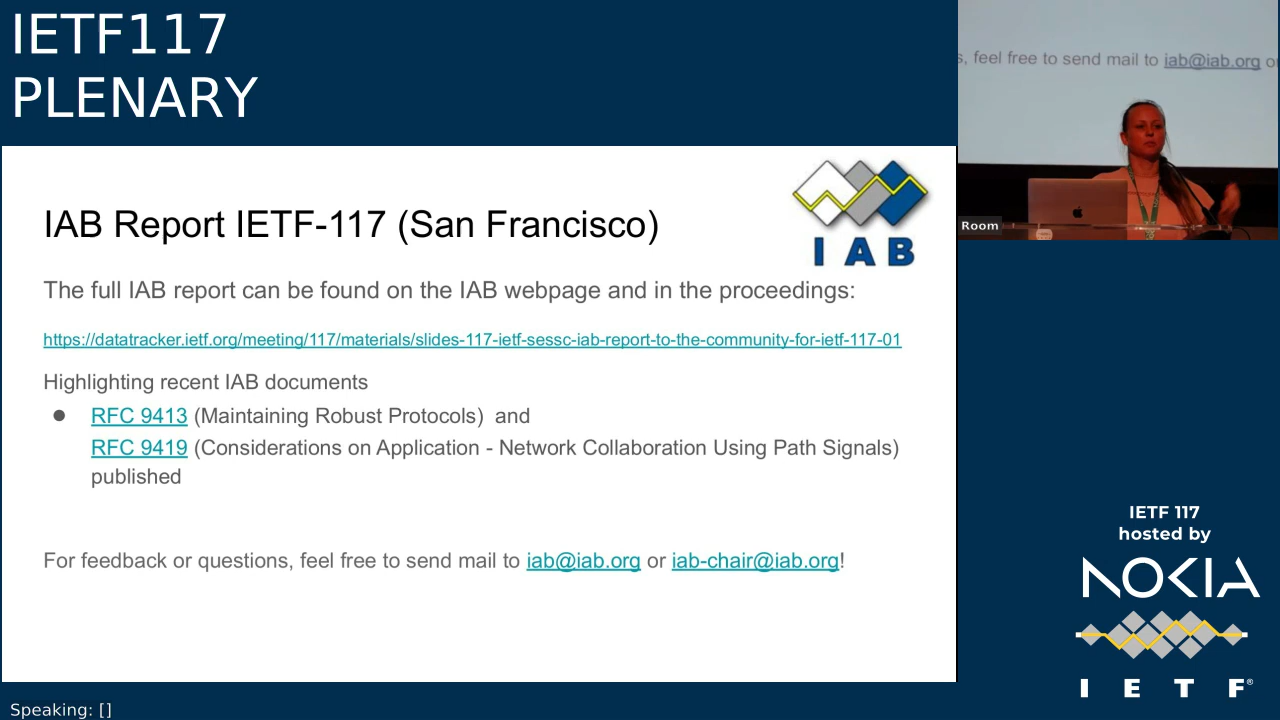 IETF117
PLENARY
s, feel free to send mail to iab@iab.org o
Room
IAB Report IETF-117 (San Francisco)
IAB
The full IAB report can be found on the IAB webpage and in the proceedings:
https://datatracker.ietf.org/meeting/117/materials/slides-117-ietf-sessc-iab-report-to-the-community-for-ietf-117-01
Highlighting recent IAB documents
● RFC 9413 (Maintaining Robust Protocols) and
RFC 9419 (Considerations on Application - Network Collaboration Using Path Signals)
published
For feedback or questions, feel free to send mail to iab@iab.org or iab-chair@iab.org!
IETF 117
hosted by
NOKIA
IETF®
Speaking: []